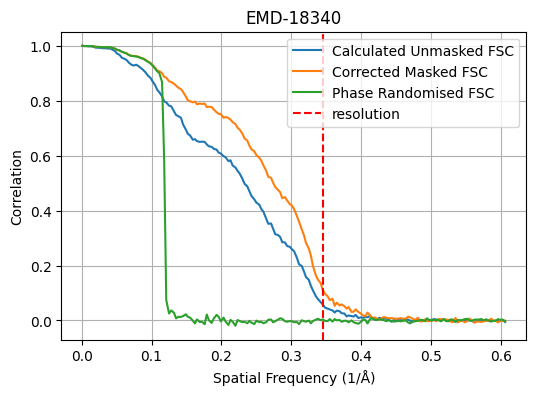 EMD-18340
Calculated Unmasked FSC
Corrected Masked FSC
Phase Randomised FSC
resolution
Correlation
1.0
0.8
0.6
0.4
0.2
0.0
0.0 0.1 0.2 0.3 0.4 0.5 0.6
Spatial Frequency (1/Å)